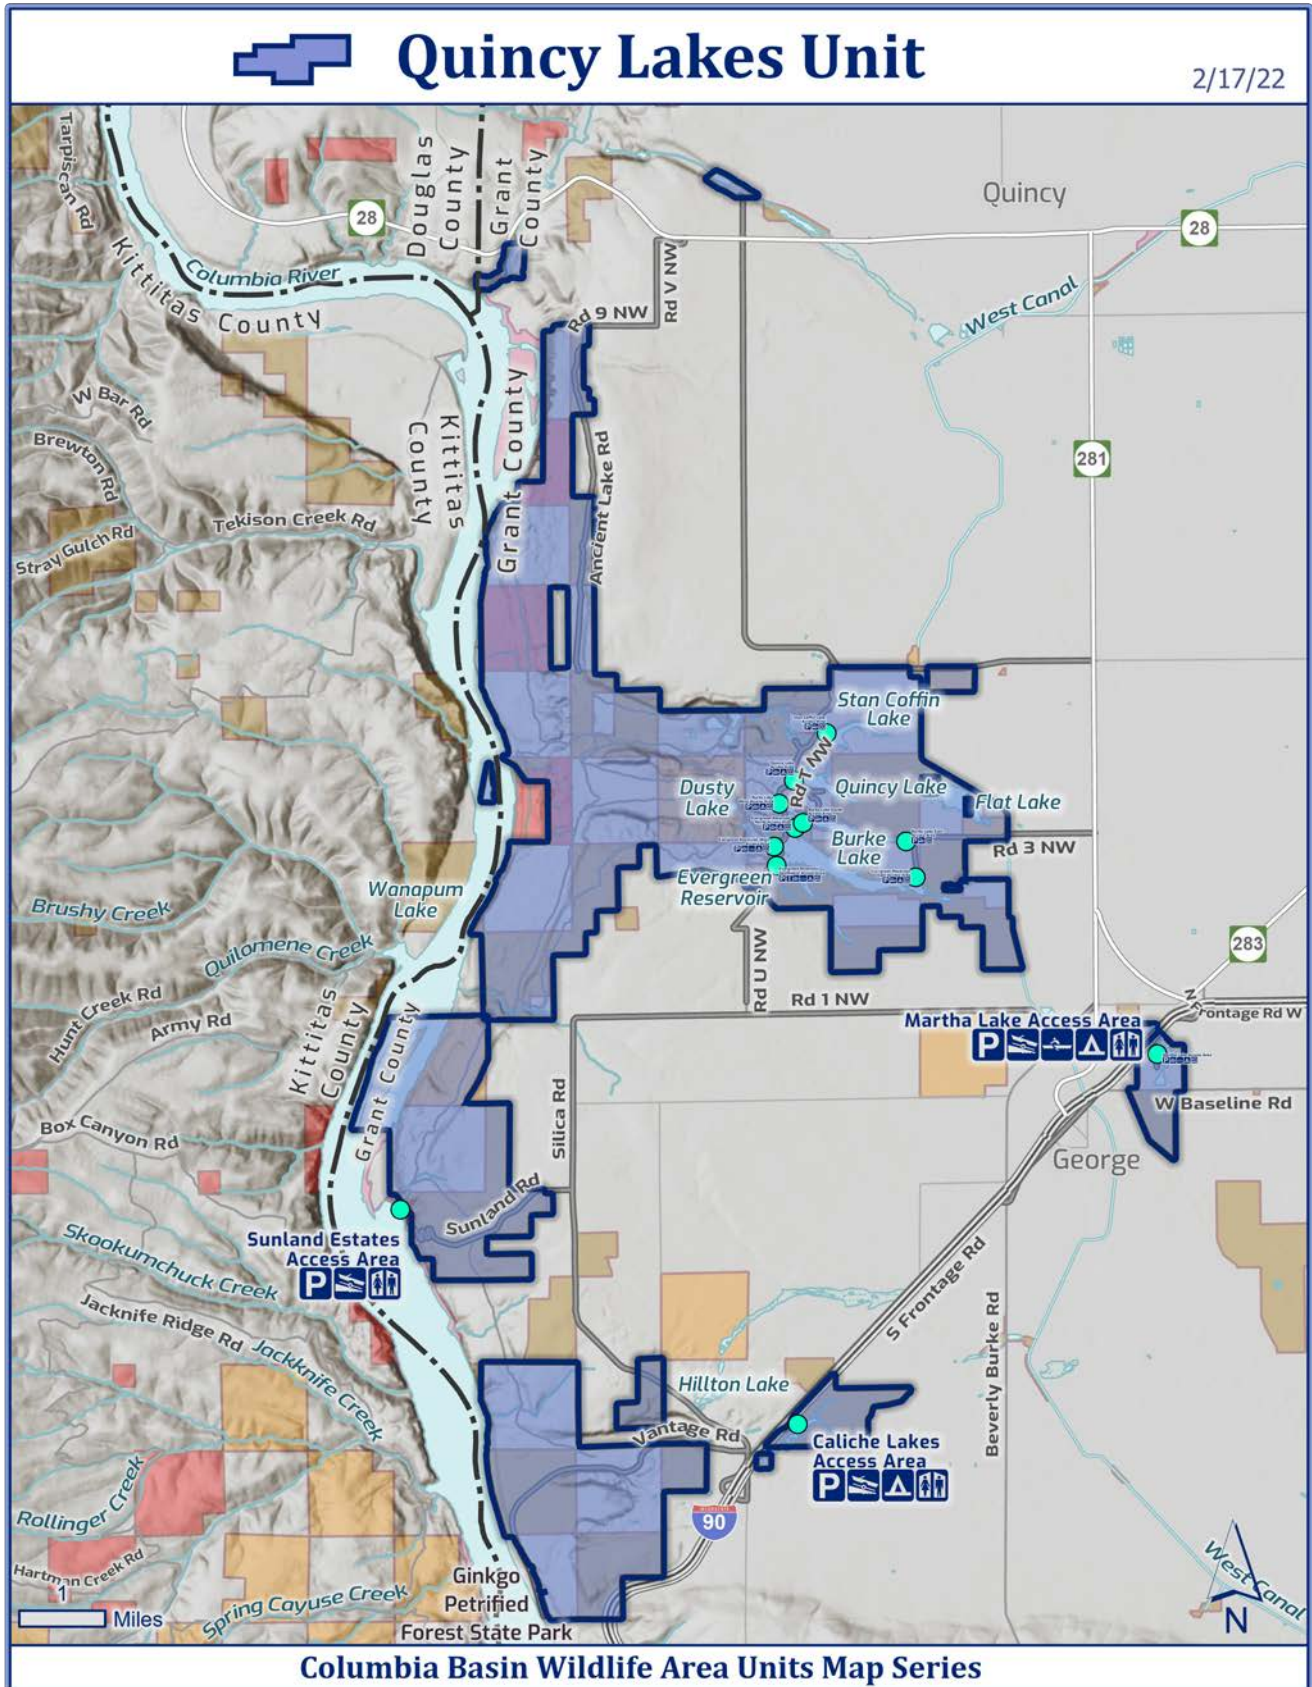 Quincy Lakes Unit
2/17/22
Tarpiscan Rd
Douglas
County
Grant
County
Quincy
28
28
Kittitas County
Columbia River
Rd V NW
Rd 9 NW
West Canal
W Bar Rd
Brewton Rd
Kittitas
County
Grant County
Ancient Lake Rd
281
Tekison Creek Rd
Stray Gulch Rd
Stan Coffin
Lake
Rd T NW
Dusty
Lake
Quincy Lake
Flat Lake
Burke
Lake
Rd 3 NW
Evergreen
Reservoir
Wanapum
Lake
Brushy Creek
Quilomene Creek
283
Rd U NW
Rd 1 NW
Hunt Creek Rd
Army Rd
Kittitas
County
Grant County
N Frontage Rd W
Martha Lake Access Area
P
W Baseline Rd
George
Silica Rd
Box Canyon Rd
Sunland Rd
Sunland Estates
Access Area
P
Skookumchuck Creek
Jacknife Ridge Rd
Jackknife Creek
S Frontage Rd
Beverly Burke Rd
Hillton Lake
Vantage Rd
Caliche Lakes
Access Area
P
INTERSTATE
90
Rollinger Creek
Hartman Creek Rd
Spring Cayuse Creek
Ginkgo
Petrified
Forest State Park
West Canal
1
Miles
N
Columbia Basin Wildlife Area Units Map Series